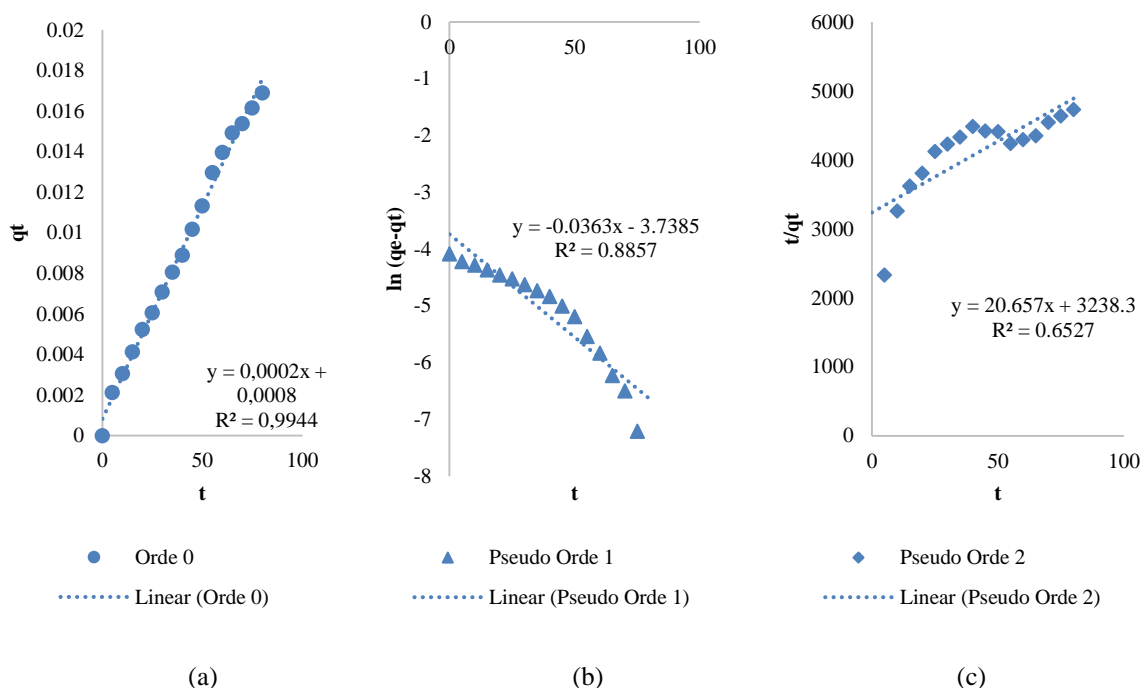 0.02
0.018
0.016
0.014
0.012
0.01
0.008
0.006
0.004
0.002
0
0
50
100
qt
t
y = 0,0002x +
0,0008
R² = 0,9944
Orde 0
Linear (Orde 0)
(a)
0
-1
-2
-3
-4
-5
-6
-7
-8
0
50
100
ln (qe-qt)
t
y = -0.0363x - 3.7385
R² = 0.8857
Pseudo Orde 1
Linear (Pseudo Orde 1)
(b)
6000
5000
4000
3000
2000
1000
0
0
50
100
t/qt
t
y = 20.657x + 3238.3
R² = 0.6527
Pseudo Orde 2
Linear (Pseudo Orde 2)
(c)